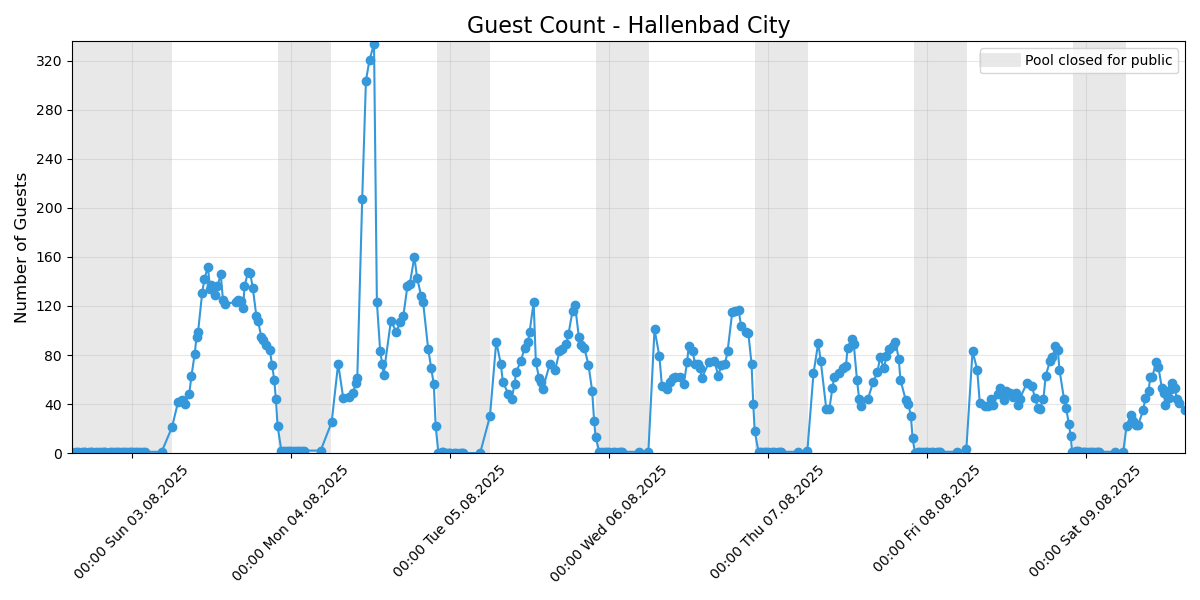 Guest Count - Hallenbad City
Pool closed for public
Number of Guests
320
280
240
200
160
120
80
40
0
00:00 Sun 03.08.2025
00:00 Mon 04.08.2025
00:00 Tue 05.08.2025
00:00 Wed 06.08.2025
00:00 Thu 07.08.2025
00:00 Fri 08.08.2025
00:00 Sat 09.08.2025